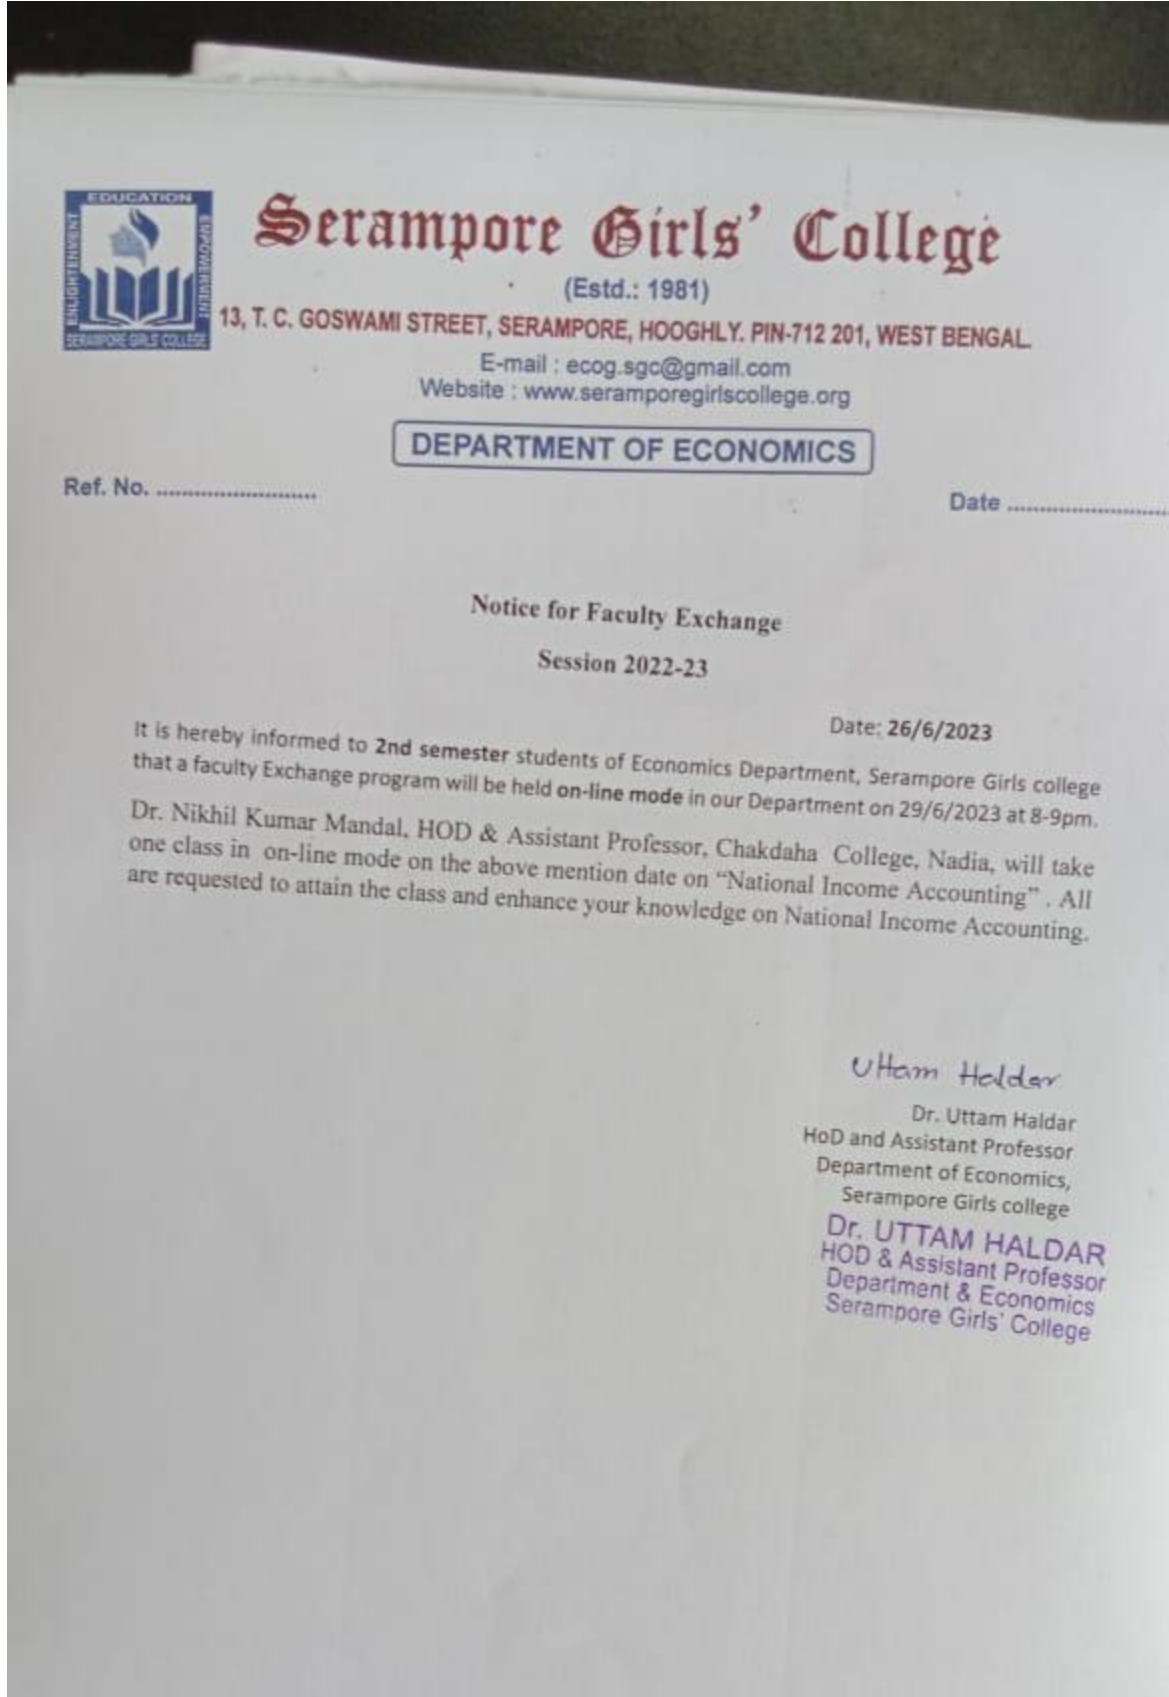 EDUCATION
ENLIGHTENMENT
EMPOWERMENT
SERAMPORE GIRLS' COLLEGE
Serampore Girls' College
(Estd.: 1981)
13, T. C. GOSWAMI STREET, SERAMPORE, HOOGHLY. PIN-712 201, WEST BENGAL.
E-mail : ecog.sgc@gmail.com
Website : www.seramporegirlscollege.org
DEPARTMENT OF ECONOMICS
Ref. No. .........................
Date .........................
Notice for Faculty Exchange
Session 2022-23
Date: 26/6/2023
It is hereby informed to 2nd semester students of Economics Department, Serampore Girls college
that a faculty Exchange program will be held on-line mode in our Department on 29/6/2023 at 8-9pm.
Dr. Nikhil Kumar Mandal, HOD & Assistant Professor, Chakdaha College, Nadia, will take
one class in on-line mode on the above mention date on “National Income Accounting” . All
are requested to attain the class and enhance your knowledge on National Income Accounting.
Uttam Haldar
Dr. Uttam Haldar
HoD and Assistant Professor
Department of Economics,
Serampore Girls college
Dr. UTTAM HALDAR
HOD & Assistant Professor
Department & Economics
Serampore Girls' College